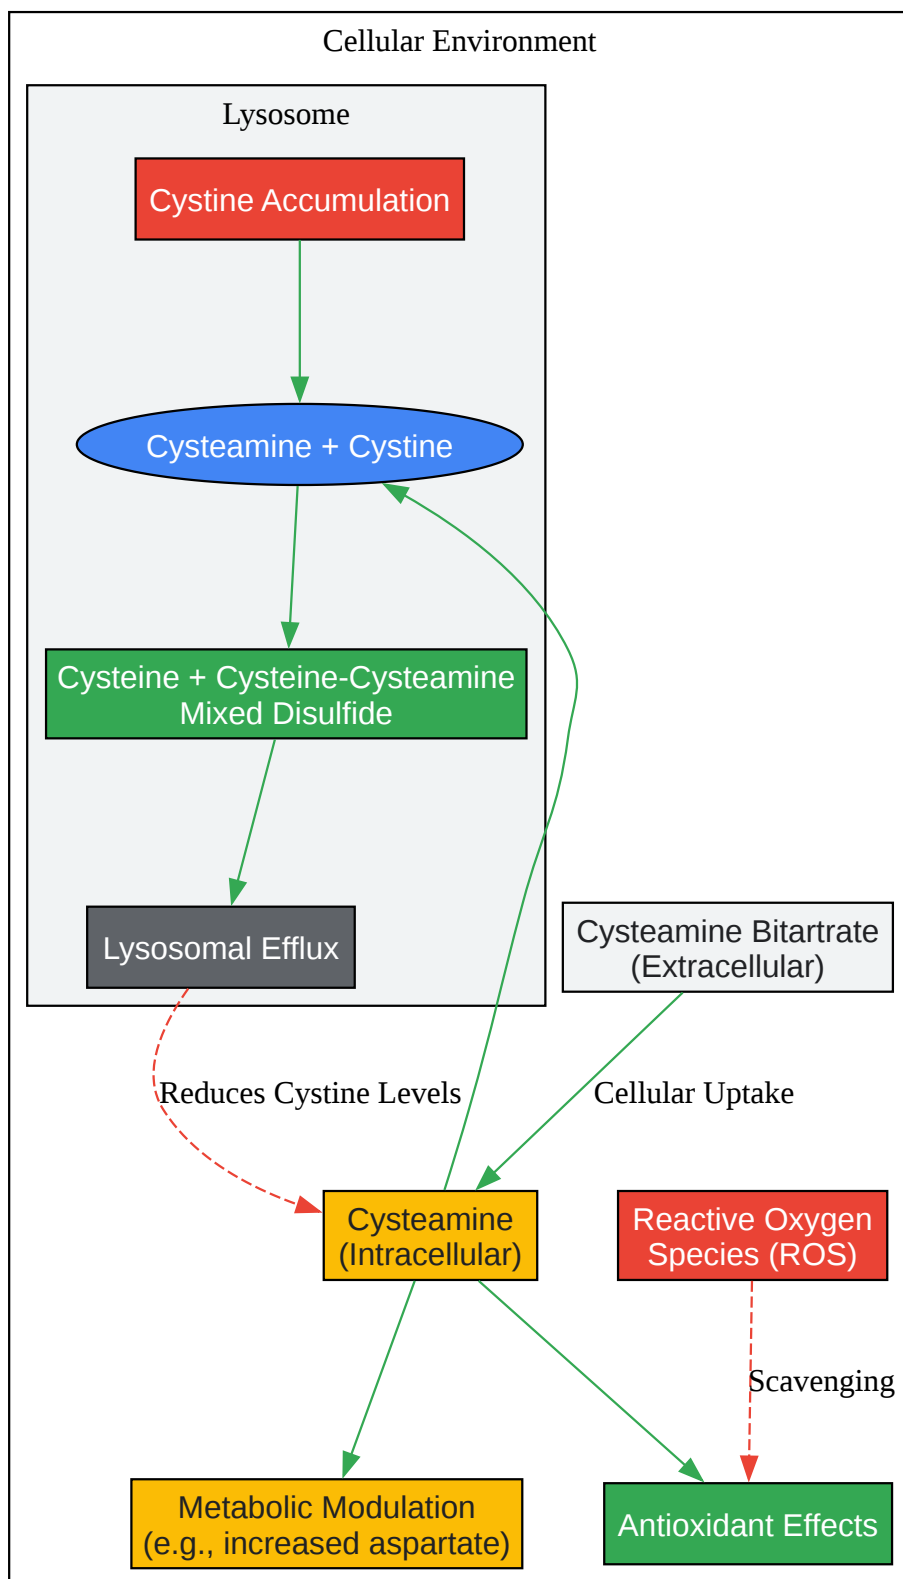 Cellular Environment
Lysosome
Cystine Accumulation
Cysteamine + Cystine
Cysteine + Cysteine-Cysteamine
Mixed Disulfide
Lysosomal Efflux
Cysteamine Bitartrate
(Extracellular)
Reduces Cystine Levels
Cellular Uptake
Cysteamine
(Intracellular)
Reactive Oxygen
Species (ROS)
Scavenging
Metabolic Modulation
(e.g., increased aspartate)
Antioxidant Effects